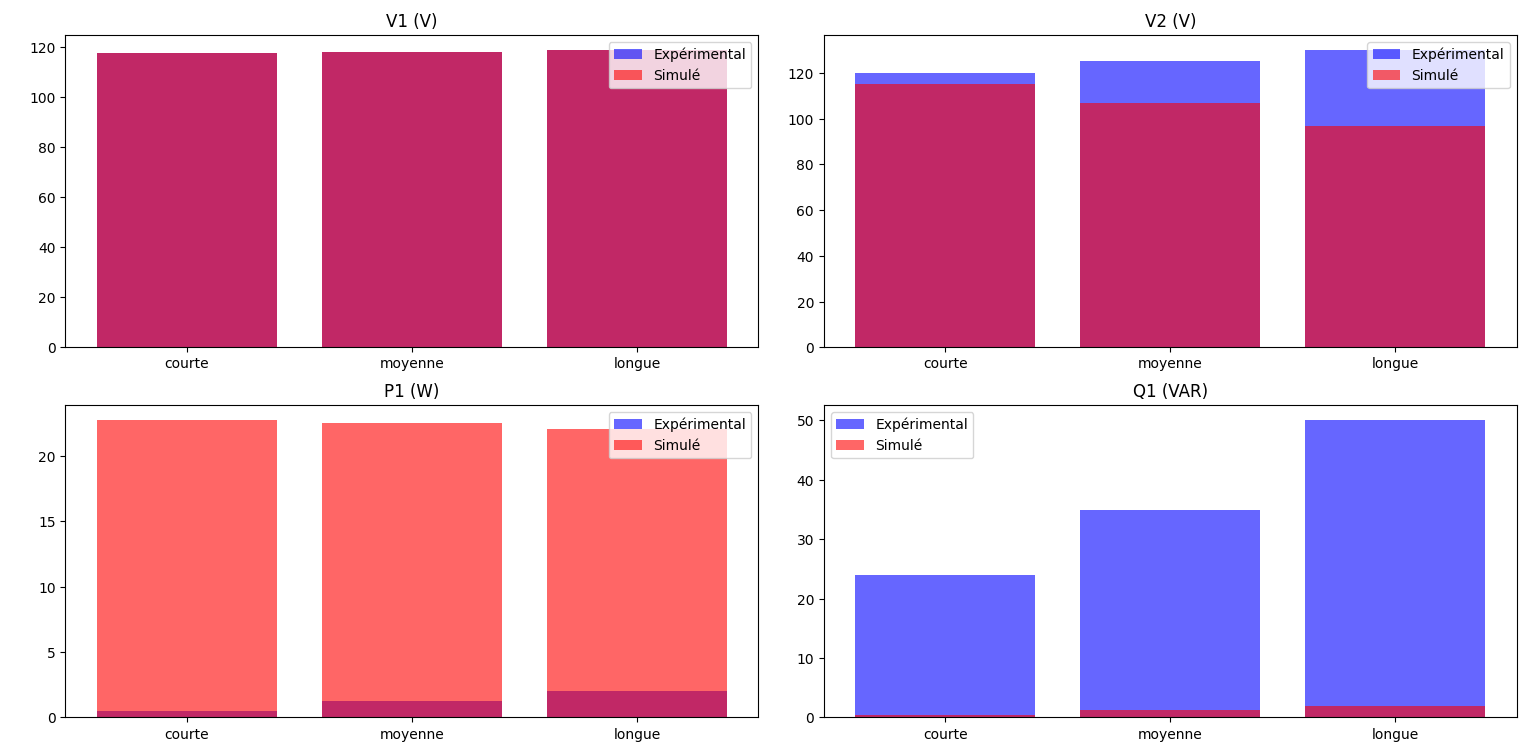 V1 (V)
120
100
80
60
40
20
0
courte
moyenne
longue
Expérimental
Simulé
V2 (V)
120
100
80
60
40
20
0
courte
moyenne
longue
Expérimental
Simulé
P1 (W)
20
15
10
5
0
courte
moyenne
longue
Expérimental
Simulé
Q1 (VAR)
50
40
30
20
10
0
courte
moyenne
longue
Expérimental
Simulé